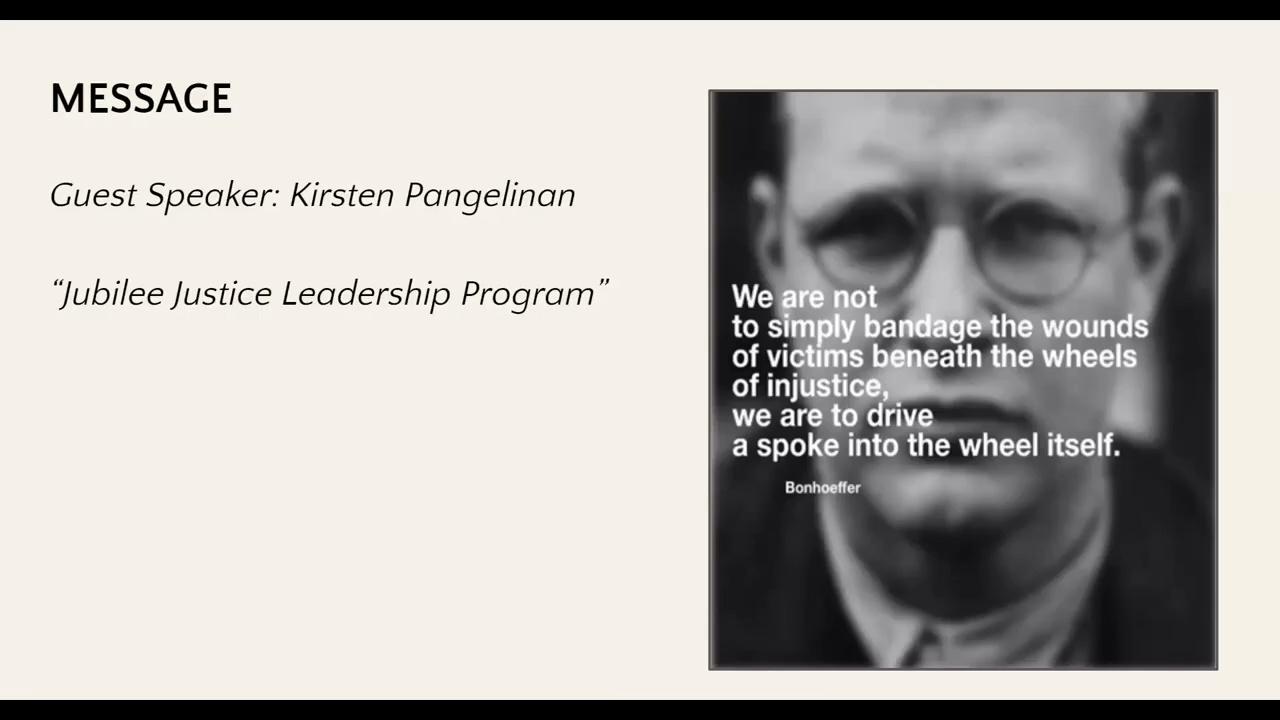 MESSAGE
Guest Speaker: Kirsten Pangelinan
“Jubilee Justice Leadership Program”
We are not
to simply bandage the wounds
of victims beneath the wheels
of injustice,
we are to drive
a spoke into the wheel itself.
Bonhoeffer